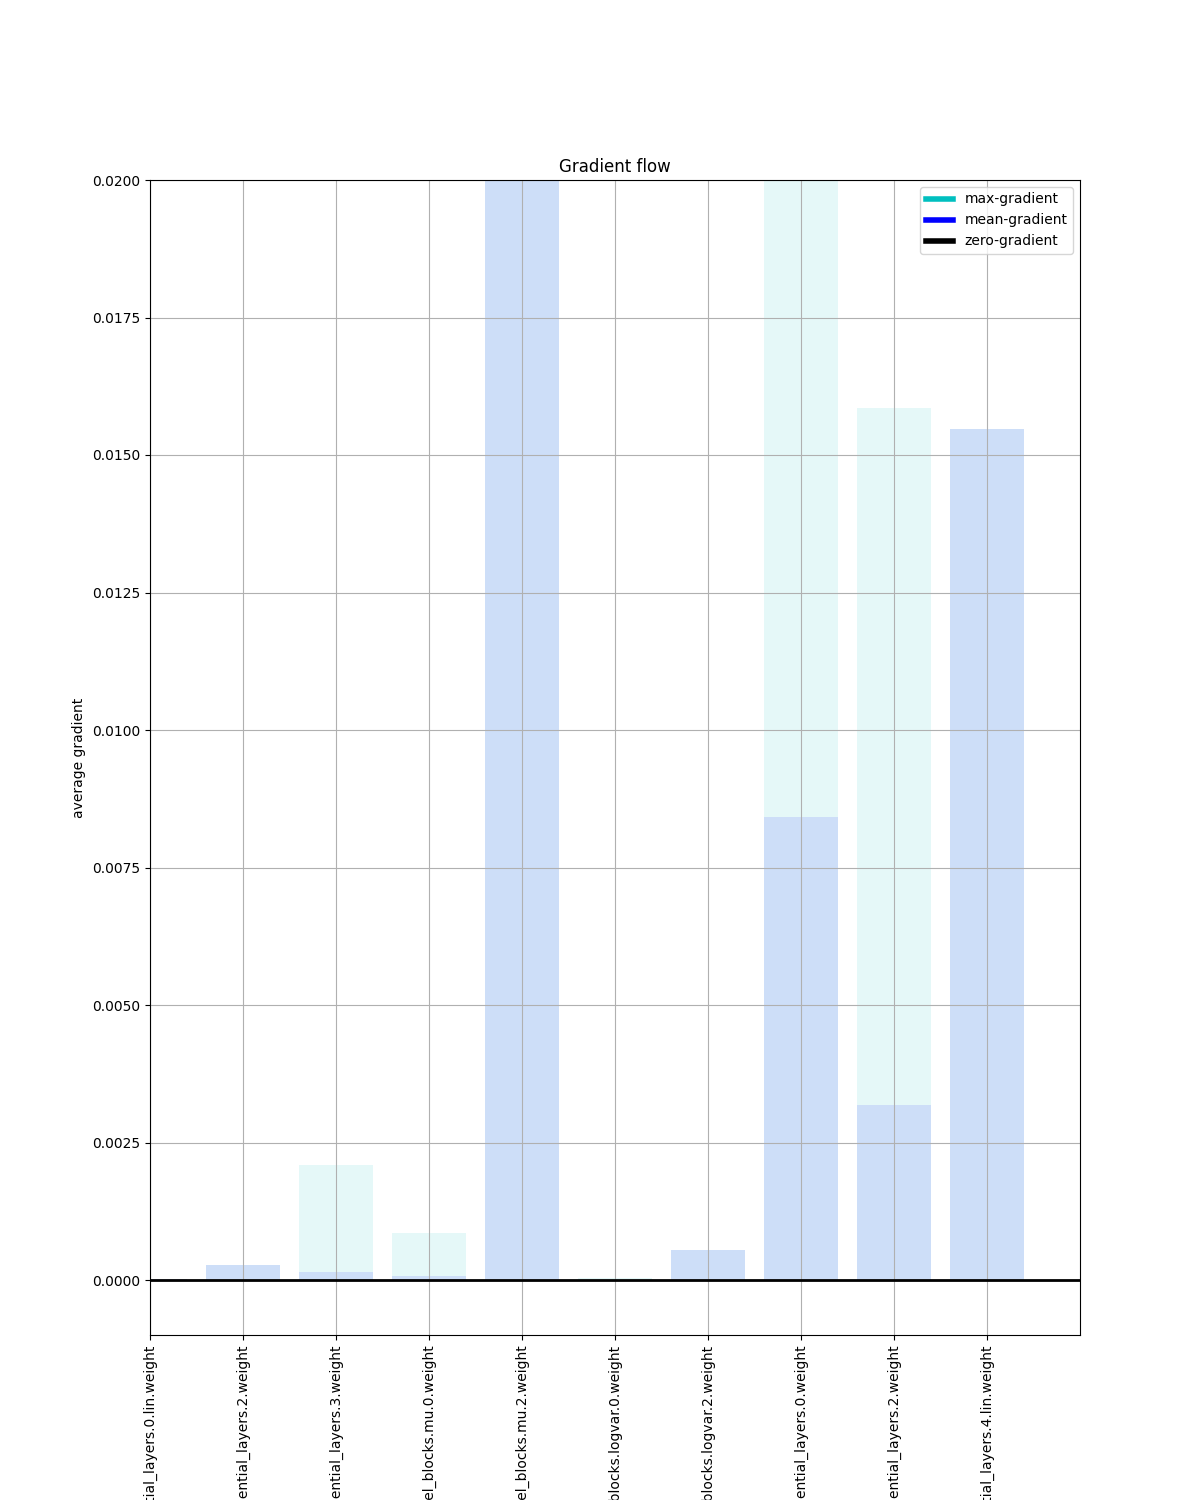 Gradient flow
max-gradient
mean-gradient
zero-gradient
0.0200
0.0175
0.0150
0.0125
0.0100
0.0075
0.0050
0.0025
0.0000
average gradient
tial_layers.0.lin.weight
ential_layers.2.weight
ential_layers.3.weight
el_blocks.mu.0.weight
el_blocks.mu.2.weight
blocks.logvar.0.weight
blocks.logvar.2.weight
ential_layers.0.weight
ential_layers.2.weight
tial_layers.4.lin.weight